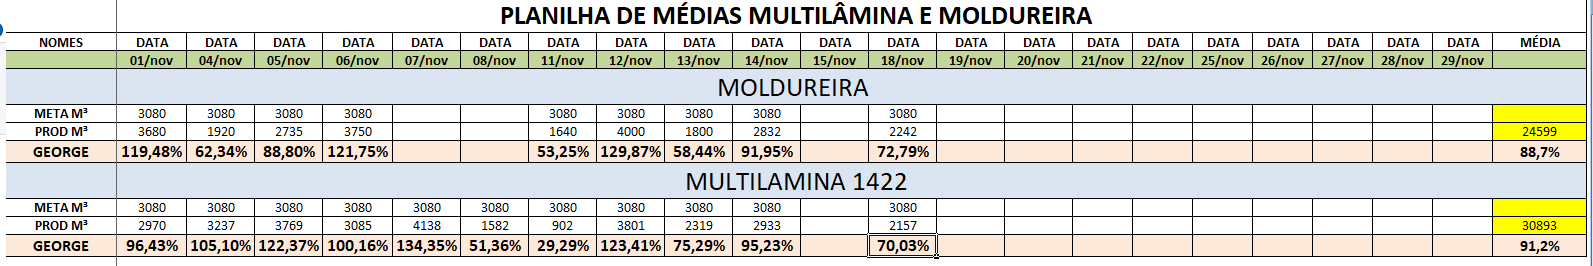 PLANILHA DE MÉDIAS MULTILÂMINA E MOLDUREIRA
NOMES DATA DATA DATA DATA DATA DATA DATA DATA DATA DATA DATA DATA DATA DATA DATA DATA DATA DATA DATA DATA MÉDIA
01/nov 04/nov 05/nov 06/nov 07/nov 08/nov 11/nov 12/nov 13/nov 14/nov 15/nov 18/nov 19/nov 20/nov 21/nov 22/nov 25/nov 26/nov 27/nov 28/nov 29/nov
MOLDUREIRA
META M³ 3080 3080 3080 3080 3080 3080 3080 3080 3080
PROD M³ 3680 1920 2735 3750 1640 4000 1800 2832 2242 24599
GEORGE 119,48% 62,34% 88,80% 121,75% 53,25% 129,87% 58,44% 91,95% 72,79% 88,7%
MULTILAMINA 1422
META M³ 3080 3080 3080 3080 3080 3080 3080 3080 3080 3080 3080
PROD M³ 2970 3237 3769 3085 4138 1582 902 3801 2319 2933 2157 30893
GEORGE 96,43% 105,10% 122,37% 100,16% 134,35% 51,36% 29,29% 123,41% 75,29% 95,23% 70,03% 91,2%